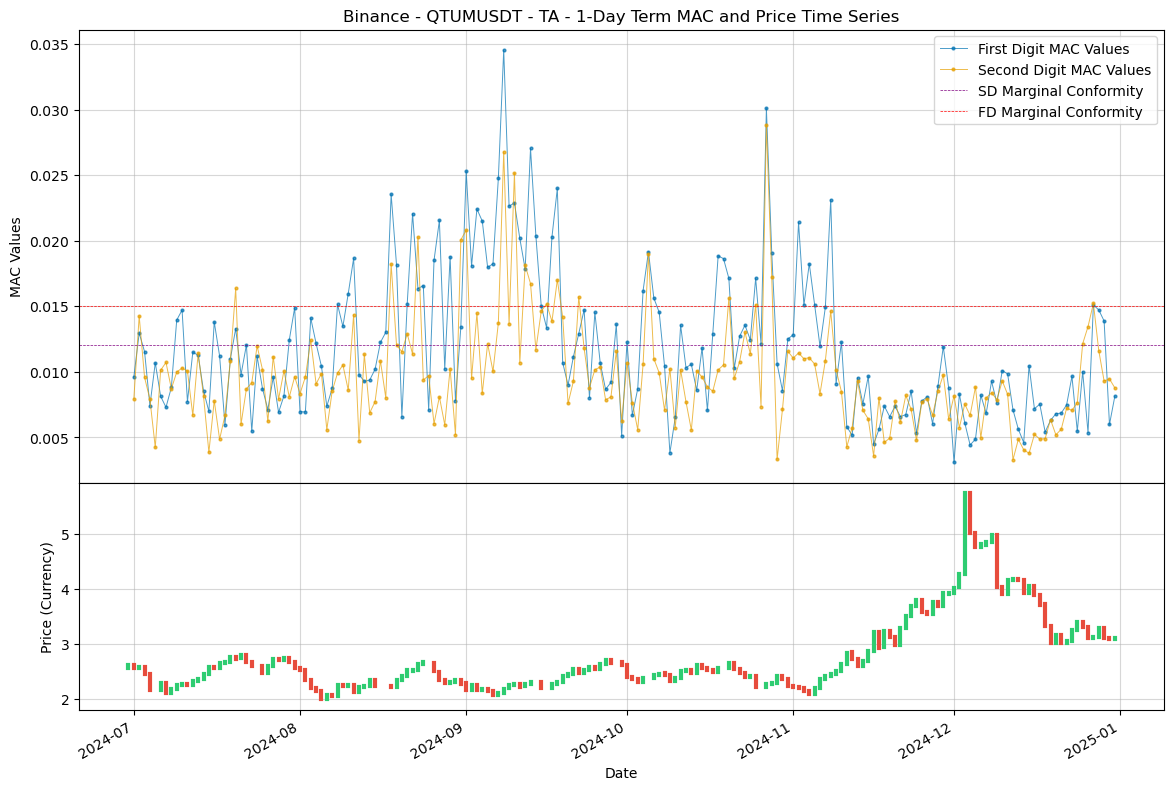 Binance - QTUMUSDT - TA - 1-Day Term MAC and Price Time Series
First Digit MAC Values
Second Digit MAC Values
SD Marginal Conformity
FD Marginal Conformity
MAC Values
0.035
0.030
0.025
0.020
0.015
0.010
0.005
Price (Currency)
5
4
3
2
2024-07
2024-08
2024-09
2024-10
2024-11
2024-12
2025-01
Date